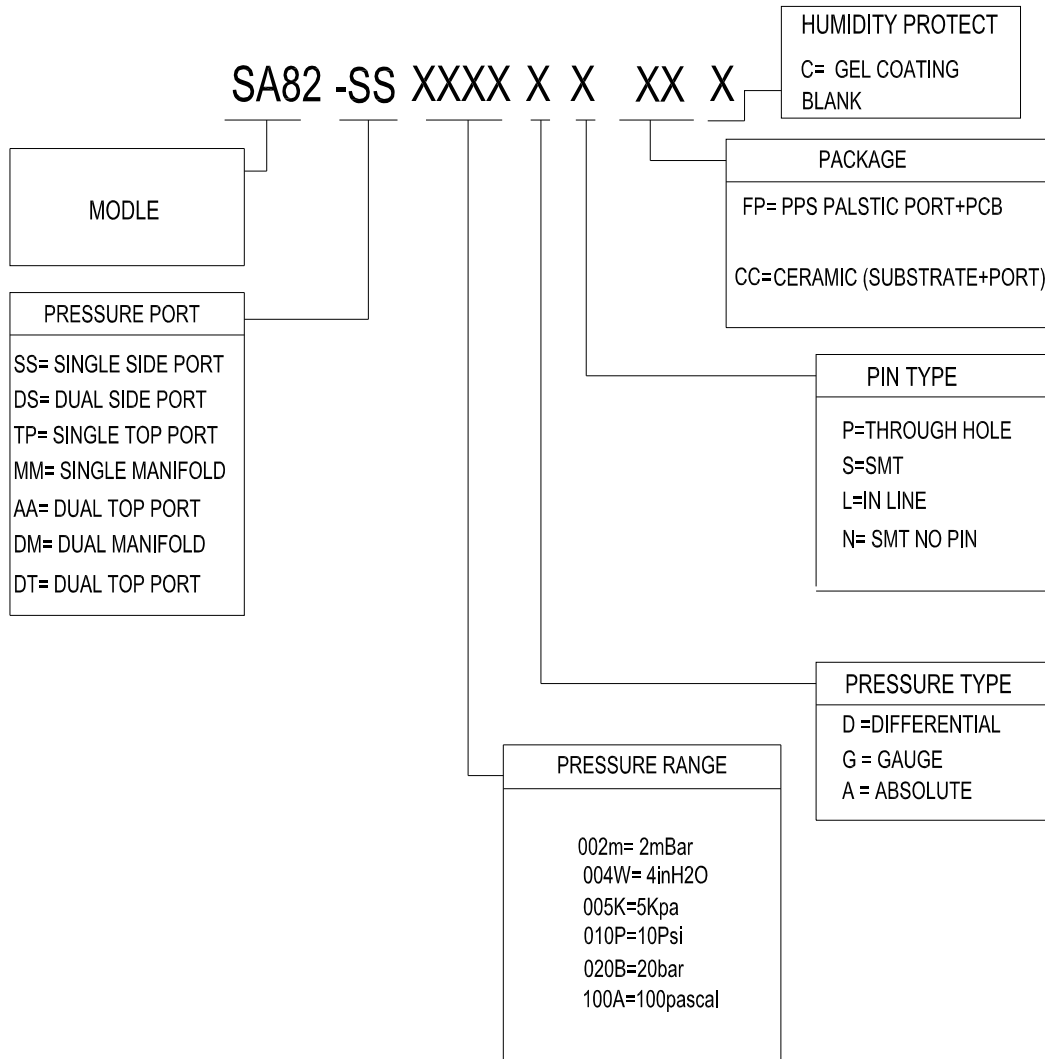 HUMIDITY PROTECT
C= GEL COATING
BLANK
SA82 -SS XXXX X X XX X
PACKAGE
FP= PPS PALSTIC PORT+PCB
CC=CERAMIC (SUBSTRATE+PORT)
MODLE
PRESSURE PORT
SS= SINGLE SIDE PORT
DS= DUAL SIDE PORT
TP= SINGLE TOP PORT
MM= SINGLE MANIFOLD
AA= DUAL TOP PORT
DM= DUAL MANIFOLD
DT= DUAL TOP PORT
PIN TYPE
P=THROUGH HOLE
S=SMT
L=IN LINE
N= SMT NO PIN
PRESSURE TYPE
D =DIFFERENTIAL
G = GAUGE
A = ABSOLUTE
PRESSURE RANGE
002m= 2mBar
004W= 4inH2O
005K=5Kpa
010P=10Psi
020B=20bar
100A=100pascal